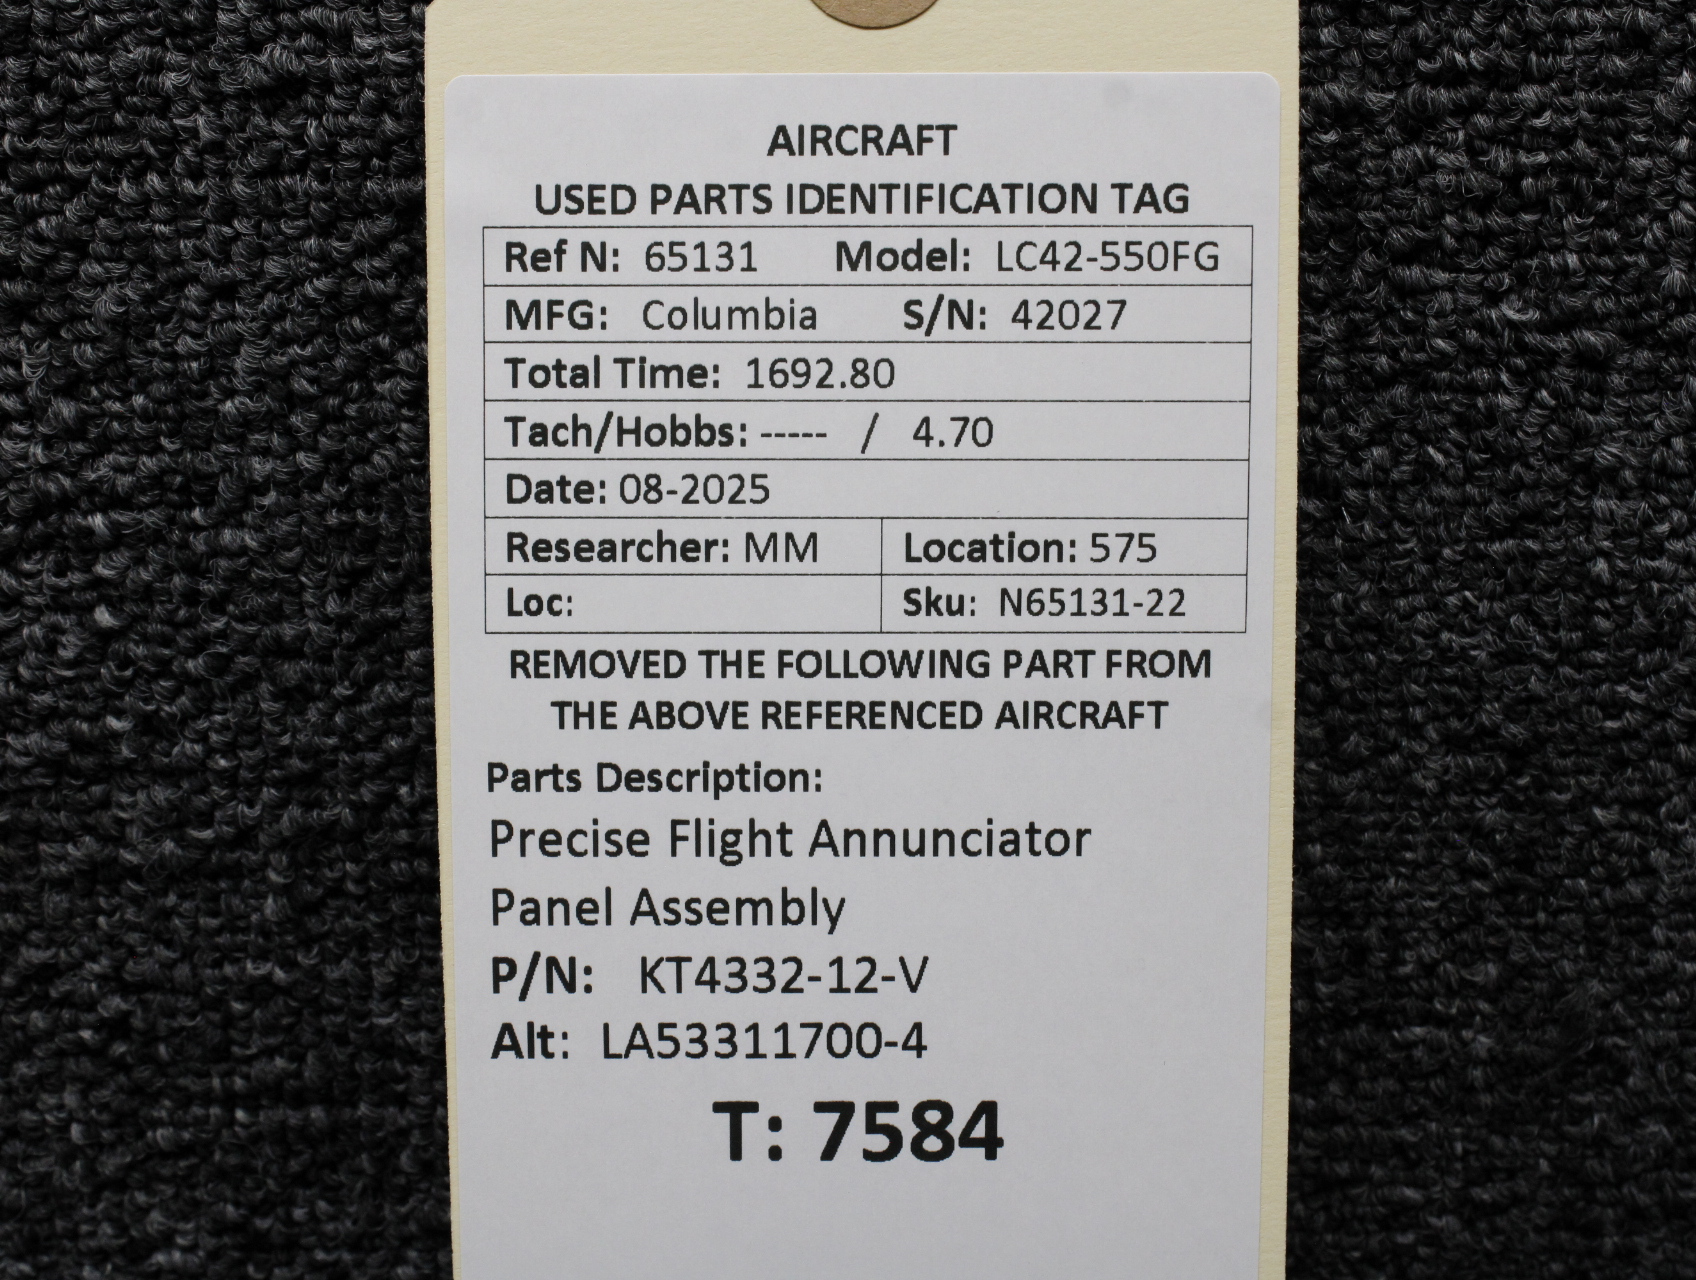 AIRCRAFT
USED PARTS IDENTIFICATION TAG
Ref N: 65131 Model: LC42-550FG
MFG: Columbia S/N: 42027
Total Time: 1692.80
Tach/Hobbs: ----- / 4.70
Date: 08-2025
Researcher: MM Location: 575
Loc: Sku: N65131-22
REMOVED THE FOLLOWING PART FROM
THE ABOVE REFERENCED AIRCRAFT
Parts Description:
Precise Flight Annunciator
Panel Assembly
P/N: KT4332-12-V
Alt: LA53311700-4
T: 7584